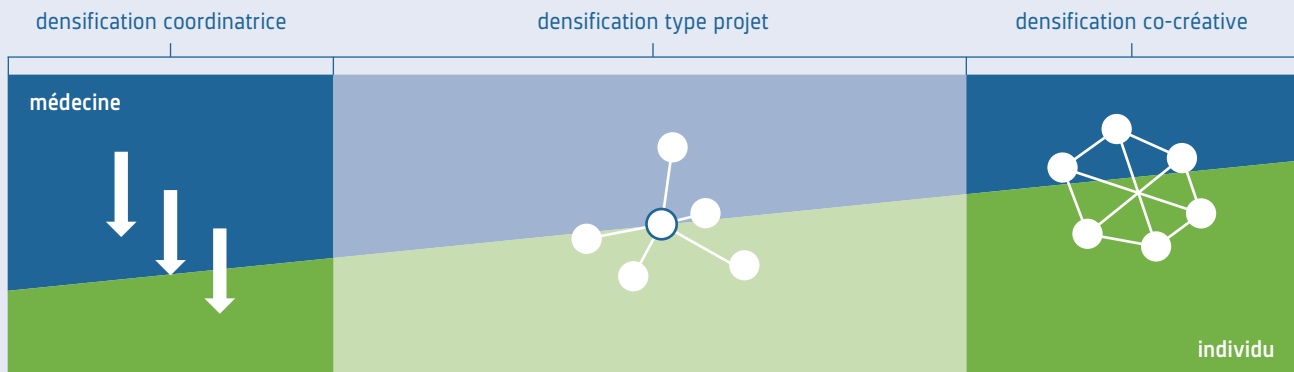 densification coordinatrice
densification type projet
densification co-créative
médecine
individu